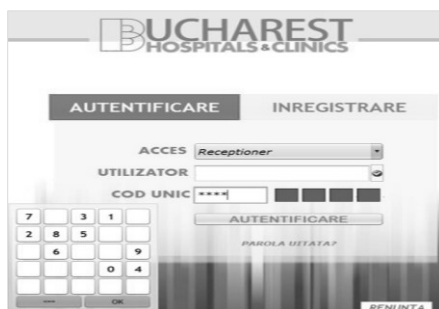 BUCHAREST
HOSPITALS & CLINICS
AUTENTIFICARE INREGISTRARE
ACCES Receptioner
UTILIZATOR
COD UNIC ****
AUTENTIFICARE
PAROLA UITATA?
7 3 1
2 8 5
6 9
0 4
OK
RENUNTA